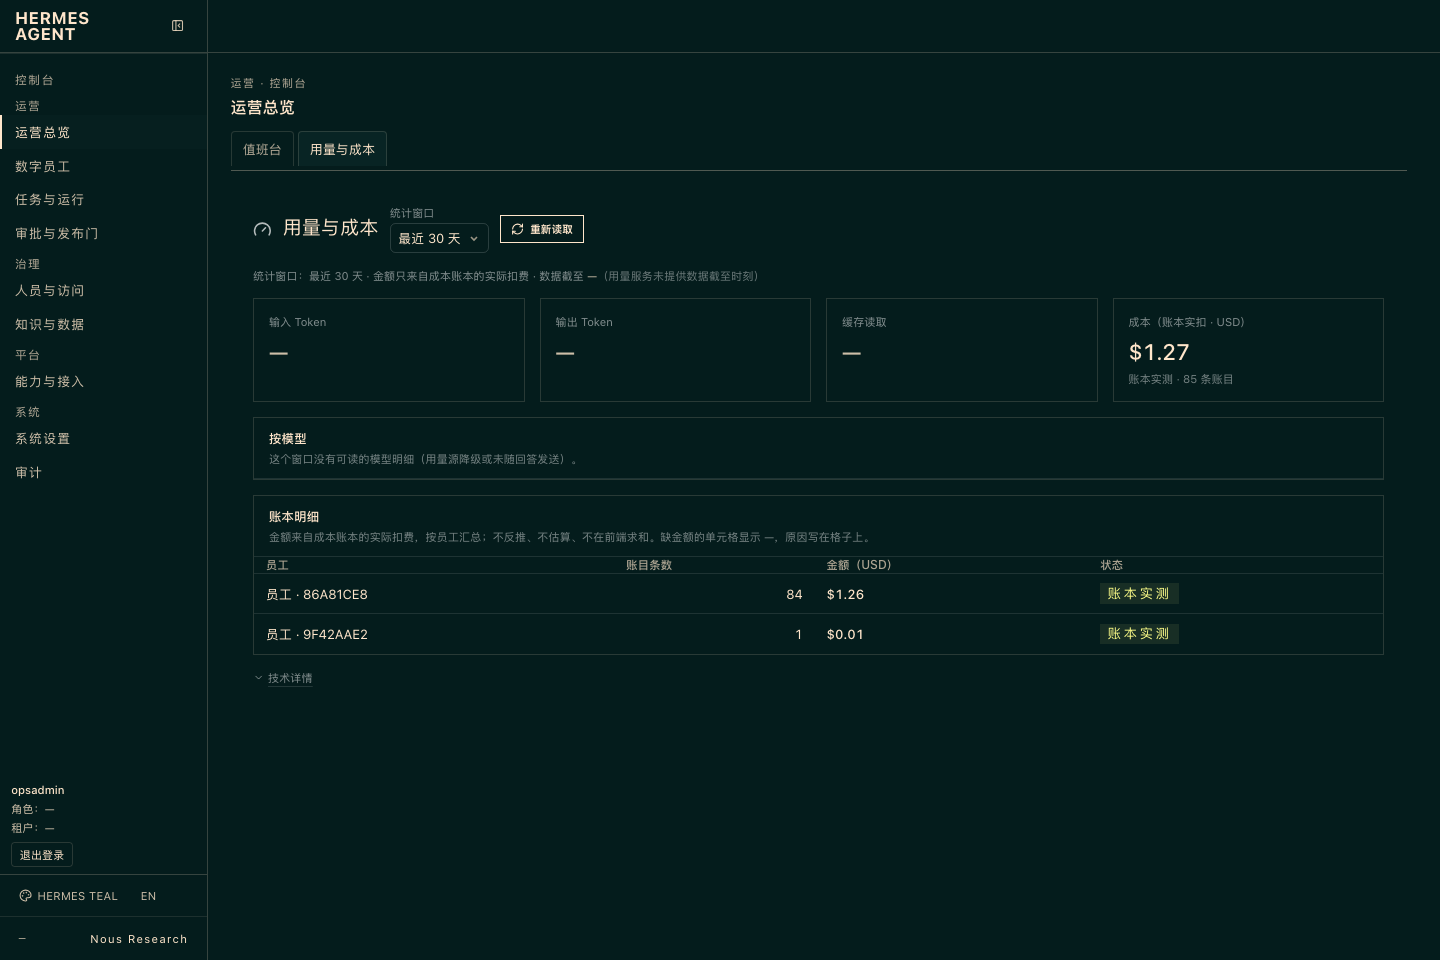 HERMES
AGENT
控制台
运营
运营总览
数字员工
任务与运行
审批与发布门
治理
人员与访问
知识与数据
平台
能力与接入
系统
系统设置
审计
opsadmin
角色：—
租户：—
退出登录
HERMES TEAL EN
— Nous Research
运营 · 控制台
运营总览
值班台 用量与成本
用量与成本
统计窗口
最近 30 天
重新读取
统计窗口：最近 30 天 · 金额只来自成本账本的实际扣费 · 数据截至 —（用量服务未提供数据截至时刻）
输入 Token
—
输出 Token
—
缓存读取
—
成本（账本实扣 · USD）
$1.27
账本实测 · 85 条账目
按模型
这个窗口没有可读的模型明细（用量源降级或未随回答发送）。
账本明细
金额来自成本账本的实际扣费，按员工汇总；不反推、不估算、不在前端求和。缺金额的单元格显示 —，原因写在格子上。
员工 账目条数 金额（USD） 状态
员工 · 86A81CE8 84 $1.26 账本实测
员工 · 9F42AAE2 1 $0.01 账本实测
技术详情